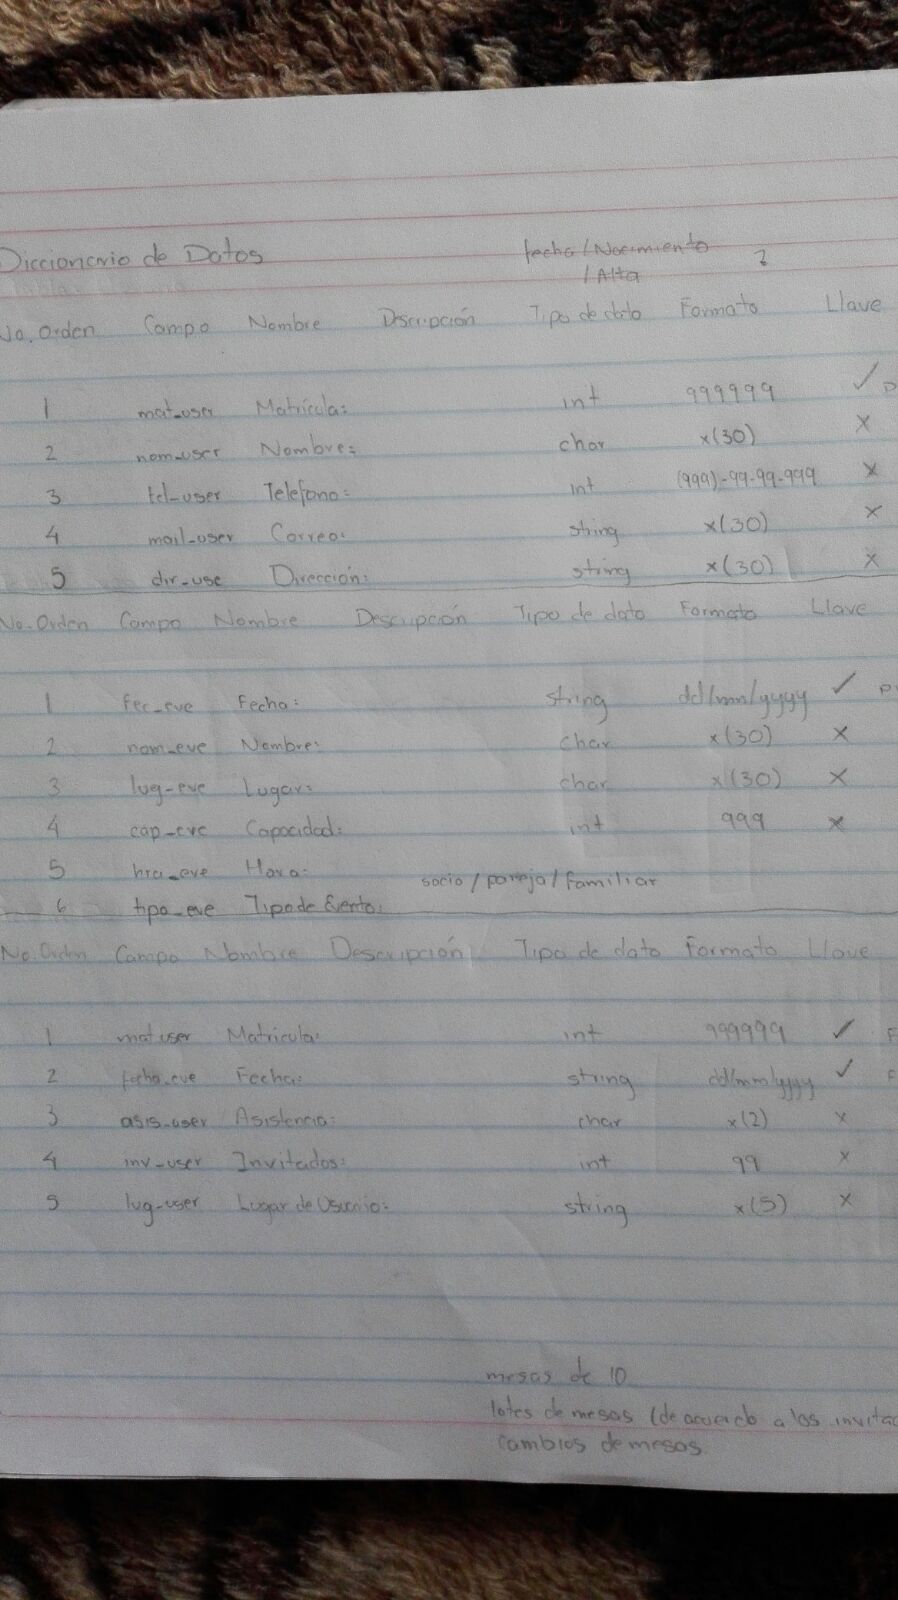 Diccionario de Datos fecha/Nacimiento
/Alta ?
No. Orden Campo Nombre Descripción Tipo de dato Formato Llave
1 mat_user Matrícula: int 999999 ✓ P
2 nom_user Nombre: char x(30) x
3 tel_user Telefono: int (999)-99-99-999 x
4 mail_user Correo: string x(30) x
5 dir_use Dirección: string x(30) x
No. Orden Campo Nombre Descripción Tipo de dato Formato Llave
1 fec_eve Fecha: string dd/mm/yyyy ✓ P
2 nom_eve Nombre: char x(30) x
3 lug_eve Lugar: char x(30) x
4 cap_eve Capacidad: int 999 x
5 hra_eve Hora: socio/pareja/familiar
6 tipo_eve Tipo de Evento:
No. Orden Campo Nombre Descripción Tipo de dato Formato Llave
1 mat_user Matricula: int 999999 ✓ F
2 fecha_eve Fecha: string dd/mm/yyyy ✓ F
3 asis_user Asistencia: char x(2) x
4 inv_user Invitados: int 99 x
5 lug_user Lugar de Usuario: string x(5) x
mesas de 10
lotes de mesas (de acuerdo a los invitad
cambios de mesas